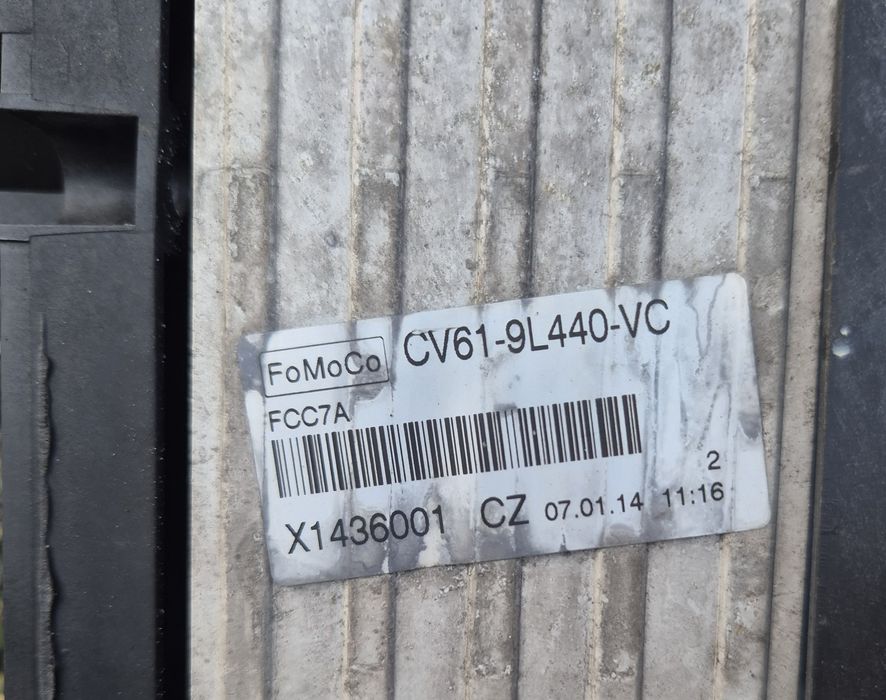 FoMoCo CV61-9L440-VC
FCC7A
2
X1436001 CZ 07.01.14 11:16